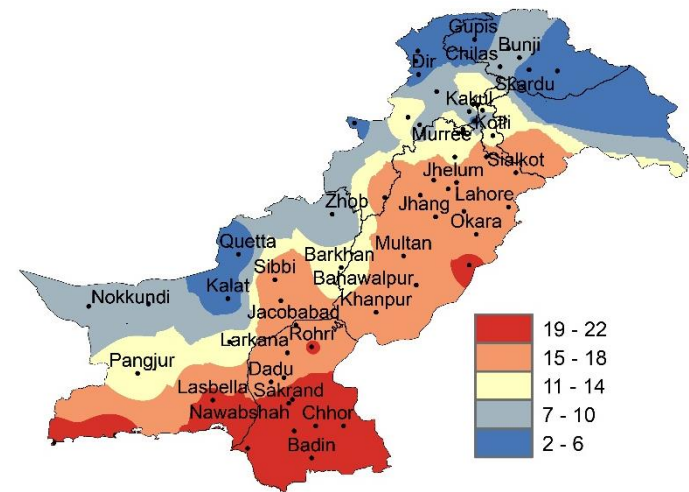 Gupis
Bunji
Chilas
Dir
Skardu
Kakul
Kotli
Murree
Sialkot
Jhelum
Lahore
Jhang
Zhob
Okara
Multan
Quetta
Barkhan
Sibbi
Bahawalpur
Kalat
Nokkundi
Khanpur
Jacobabad
Rohri
Larkana
Pangjur
Dadu
Lasbella
Sakrand
Nawabshah
Chhor
Badin
19 - 22
15 - 18
11 - 14
7 - 10
2 - 6